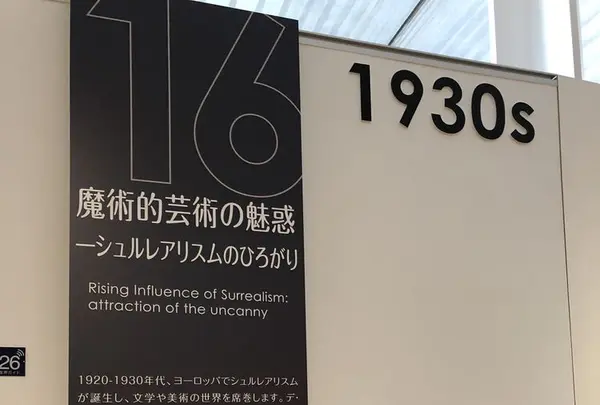 16
魔術的芸術の魅惑
―シュルレアリスムのひろがり
Rising Influence of Surrealism:
attraction of the uncanny
1920-1930年代、ヨーロッパでシュルレアリスム
が誕生し、文学や美術の世界を席巻します。デ・
1930s
26